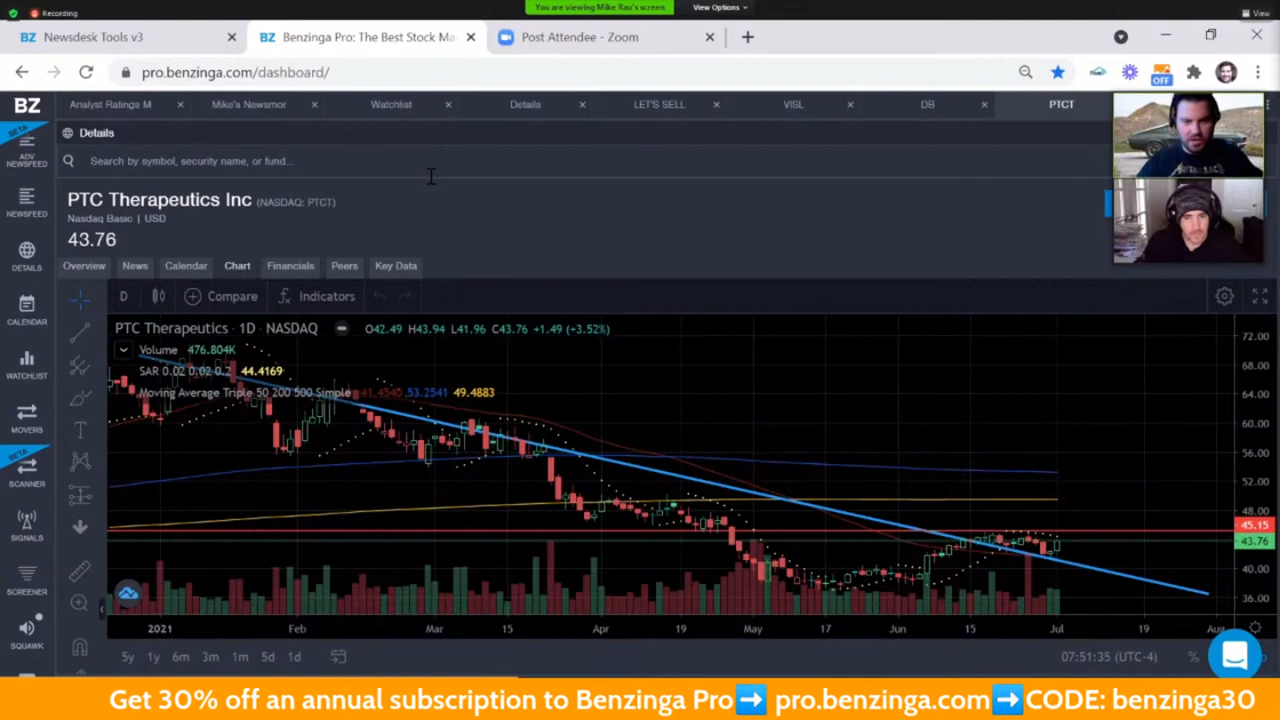 Recording
You are viewing Mike Rau's screen
View Options
View
BZ Newsdesk Tools v3
BZ Benzinga Pro: The Best Stock Ma
Post Attendee - Zoom
pro.benzinga.com/dashboard/
OFF
BZ
Analyst Ratings M
Mike's Newsmor
Watchlist
Details
LET'S SELL
VISL
DB
PTCT
BETA
ADV NEWSFEED
NEWSFEED
DETAILS
CALENDAR
WATCHLIST
MOVERS
BETA
SCANNER
SIGNALS
SCREENER
SQUAWK
Details
Search by symbol, security name, or fund...
PTC Therapeutics Inc (NASDAQ: PTCT)
Nasdaq Basic | USD
43.76
Overview News Calendar Chart Financials Peers Key Data
D Compare Indicators
PTC Therapeutics · 1D · NASDAQ O42.49 H43.94 L41.96 C43.76 +1.49 (+3.52%)
Volume 476.804K
SAR 0.02 0.02 0.2 44.4169
Moving Average Triple 50 200 500 Simple 41.4540 53.2541 49.4883
72.00
68.00
64.00
60.00
56.00
52.00
48.00
45.15
43.76
40.00
36.00
2021 Feb Mar 15 Apr 19 May 17 Jun 15 Jul 19 Aug
5y 1y 6m 3m 1m 5d 1d
07:51:35 (UTC-4) %
Get 30% off an annual subscription to Benzinga Pro➡pro.benzinga.com➡CODE: benzinga30